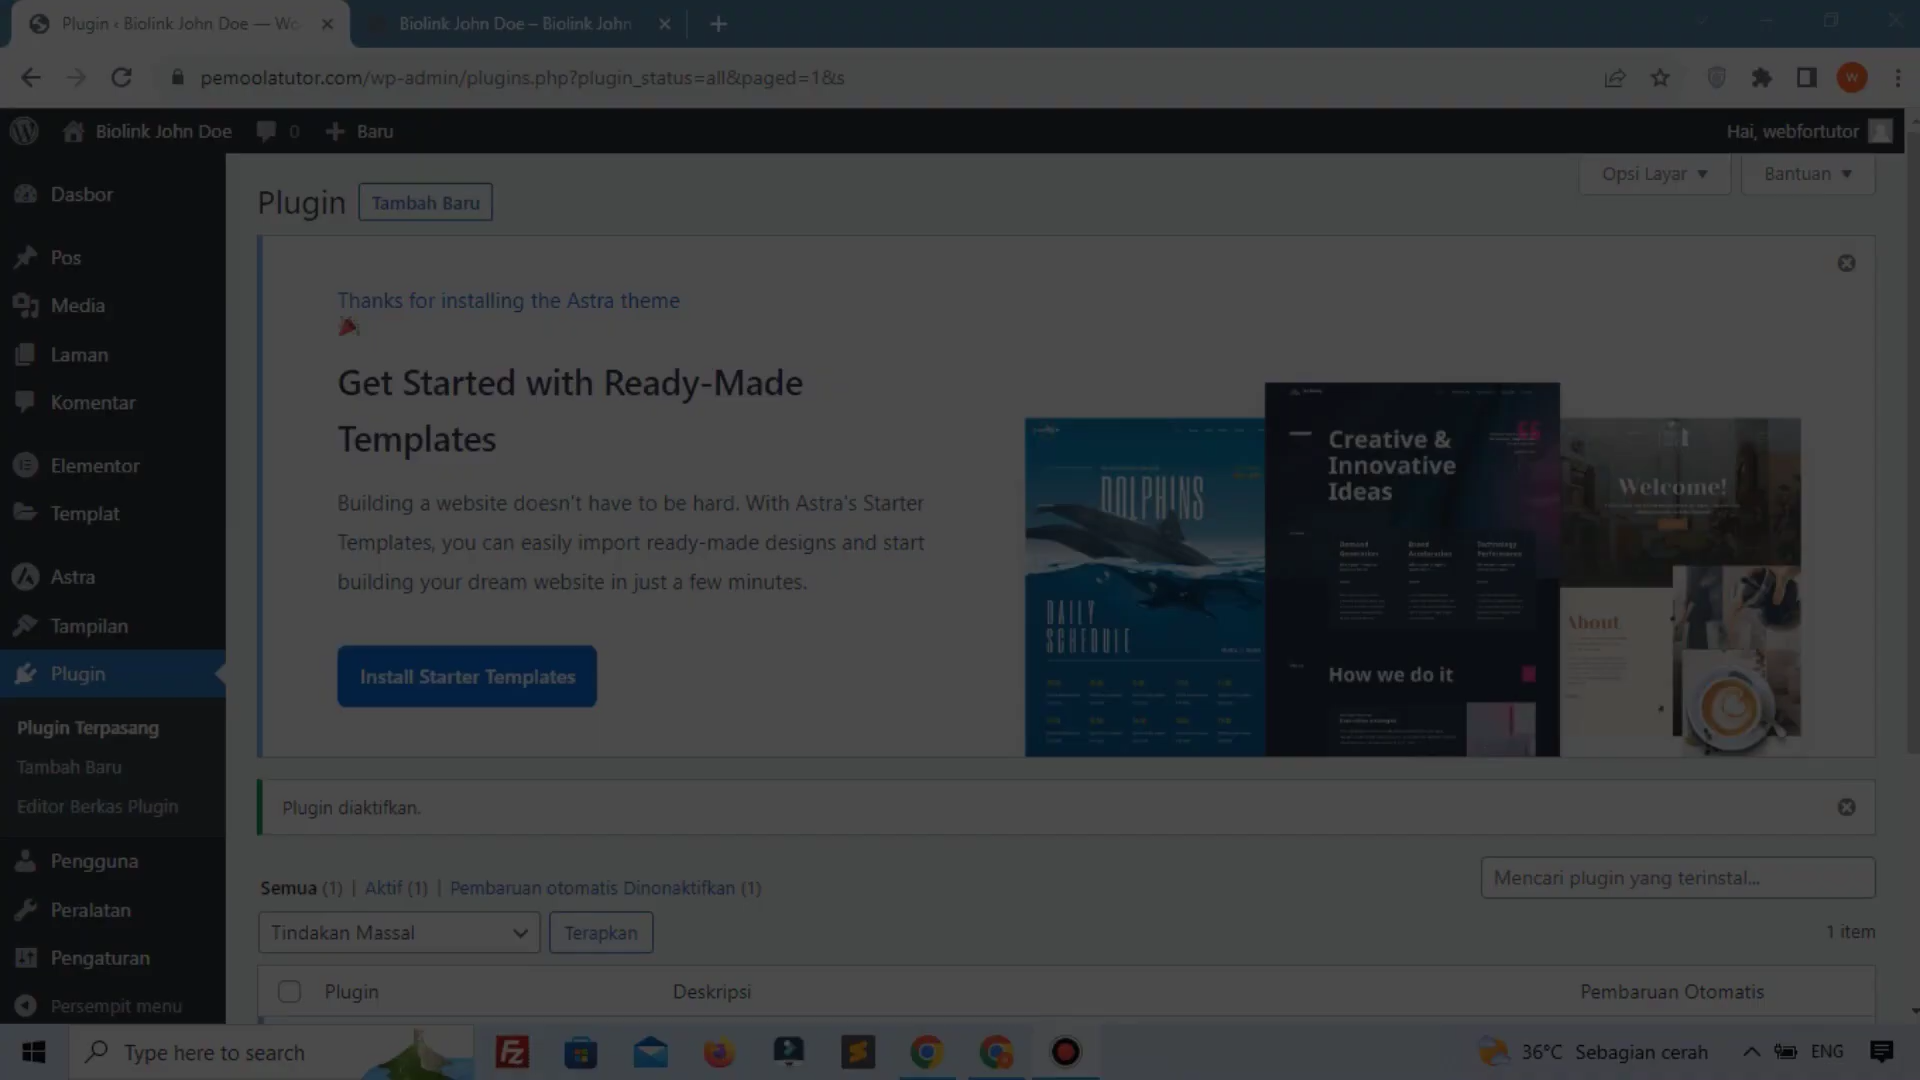 Plugin ‹ Biolink John Doe — Wo
Biolink John Doe – Biolink John
pemoolatutor.com/wp-admin/plugins.php?plugin_status=all&paged=1&s
W
Biolink John Doe
0
Baru
Hai, webfortutor
Opsi Layar
Bantuan
Dasbor
Pos
Media
Laman
Komentar
Elementor
Templat
Astra
Tampilan
Plugin
Plugin Terpasang
Tambah Baru
Editor Berkas Plugin
Pengguna
Peralatan
Pengaturan
Persempit menu
Plugin Tambah Baru
Thanks for installing the Astra theme
Get Started with Ready-Made
Templates
Building a website doesn't have to be hard. With Astra's Starter
Templates, you can easily import ready-made designs and start
building your dream website in just a few minutes.
Install Starter Templates
DOLPHINS
DAILY
SCHEDULE
Creative &
Innovative
Ideas
Demand
Generation
Brand
Acceleration
Technology
Performance
How we do it
Welcome!
About
Plugin diaktifkan.
Semua (1) | Aktif (1) | Pembaruan otomatis Dinonaktifkan (1)
Mencari plugin yang terinstal...
Tindakan Massal
Terapkan
1 item
Plugin
Deskripsi
Pembaruan Otomatis
Type here to search
Fz
36°C Sebagian cerah
ENG